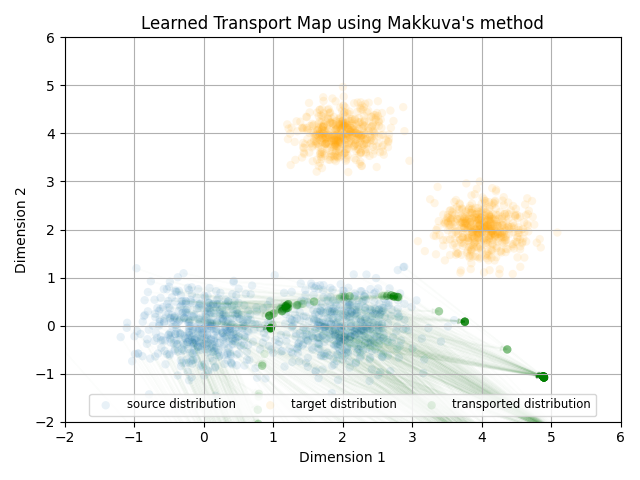 Learned Transport Map using Makkuva's method
6
5
4
3
2
1
0
−1
−2
Dimension 2
source distribution target distribution transported distribution
−2 −1 0 1 2 3 4 5 6
Dimension 1